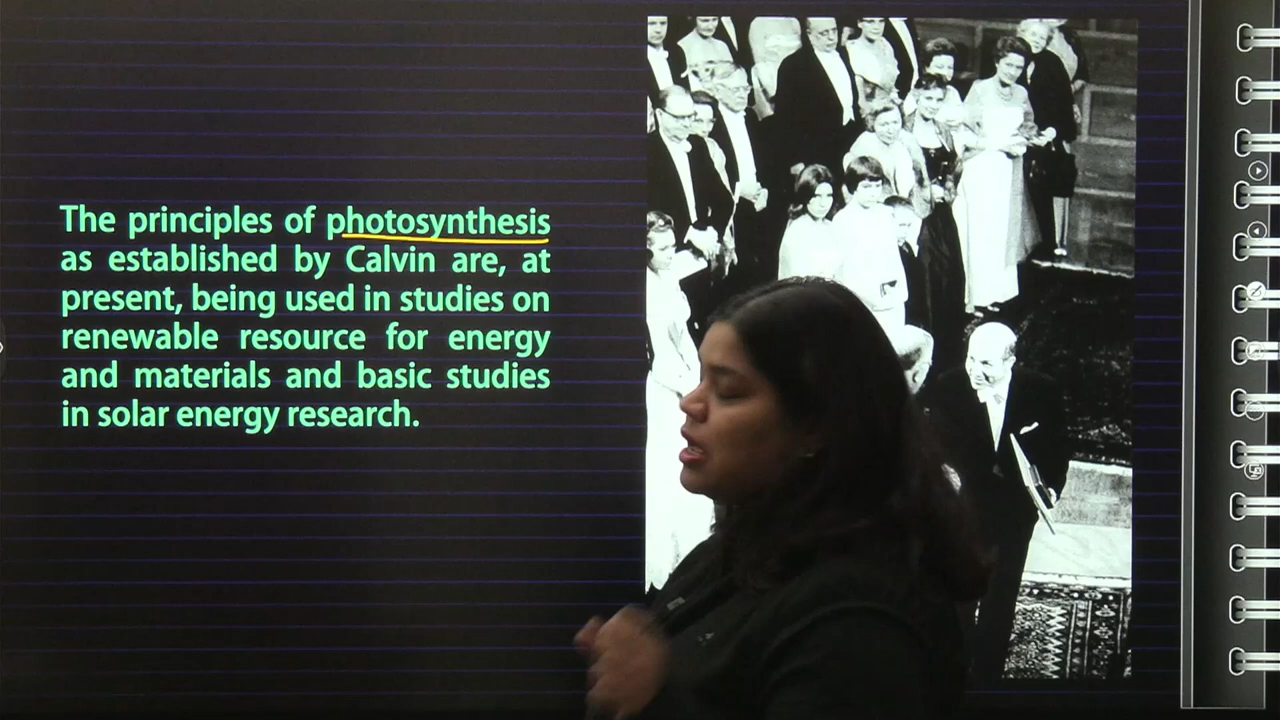 The principles of photosynthesis
as established by Calvin are, at
present, being used in studies on
renewable resource for energy
and materials and basic studies
in solar energy research.